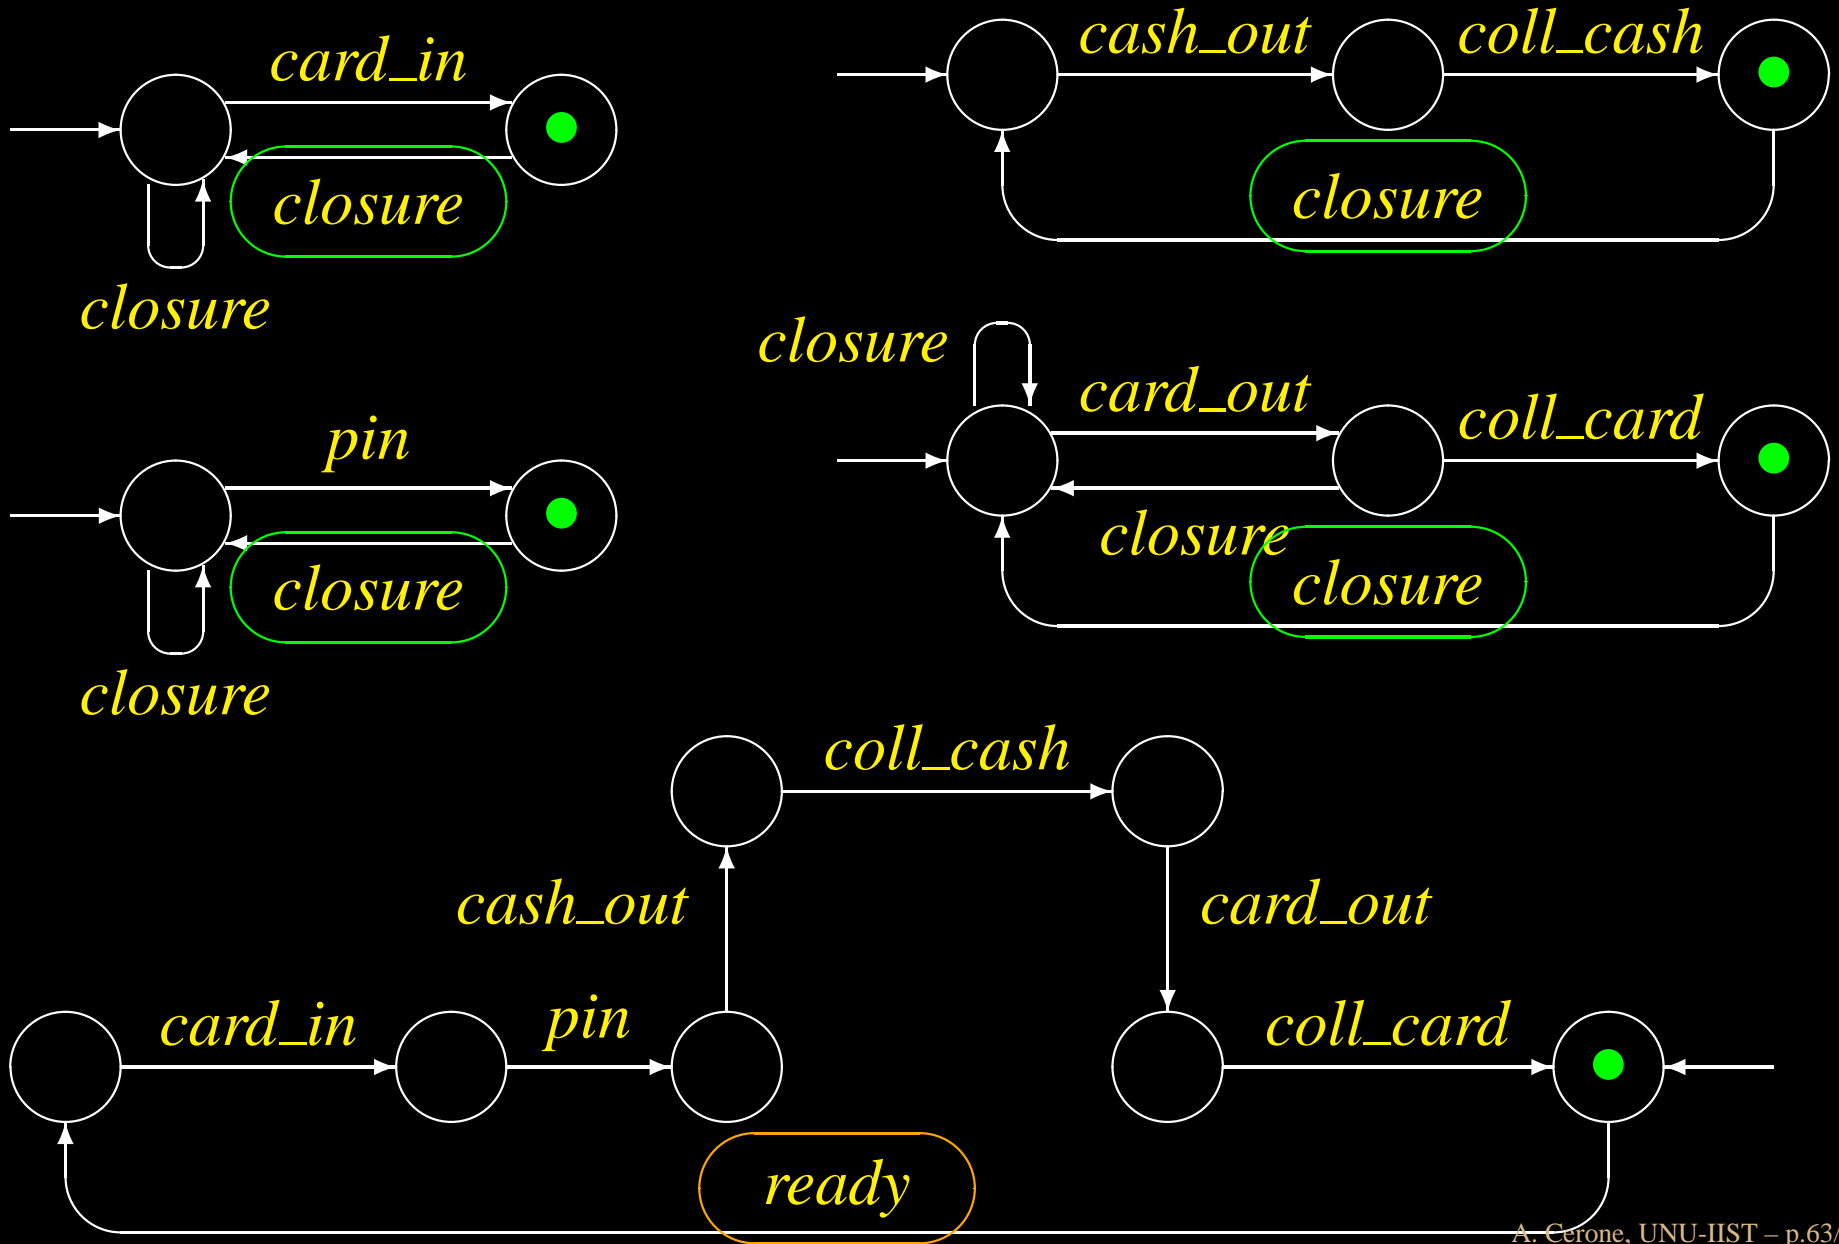 card_in
closure
closure
cash_out
coll_cash
closure
pin
closure
closure
closure
card_out
coll_card
closure
closure
coll_cash
cash_out
card_out
card_in
pin
coll_card
ready
A. Cerone, UNU-IIST – p.63/